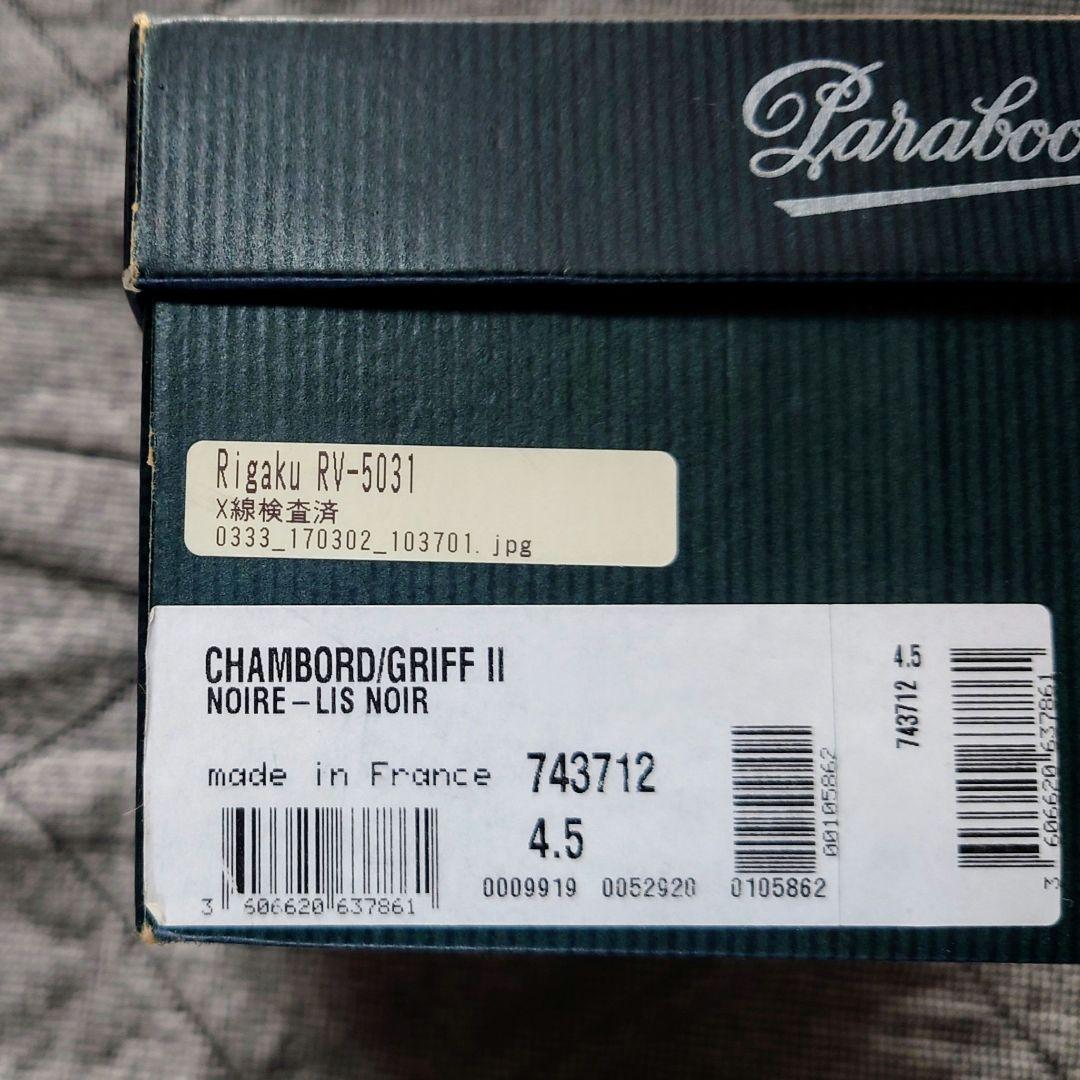 Paraboo
Rigaku RV-5031
X線検査済
0333_170302_103701.jpg
CHAMBORD/GRIFF II
NOIRE-LIS NOIR
made in France 743712
4.5
3 606620 637861
0009919 0052920 0105862
00105862
4.5
743712
3 606620 637861